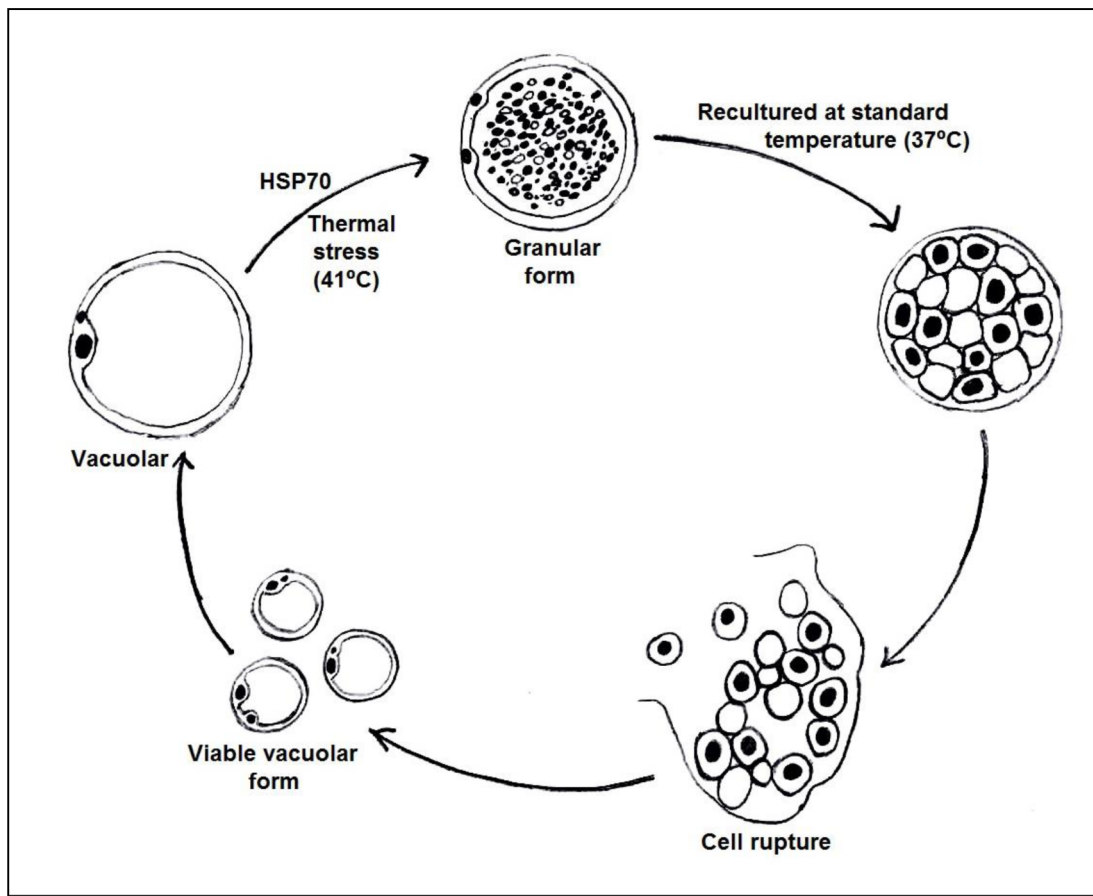 HSP70
Thermal
stress
(41ºC)
Granular
form
Recultured at standard
temperature (37ºC)
Vacuolar
Viable vacuolar
form
Cell rupture